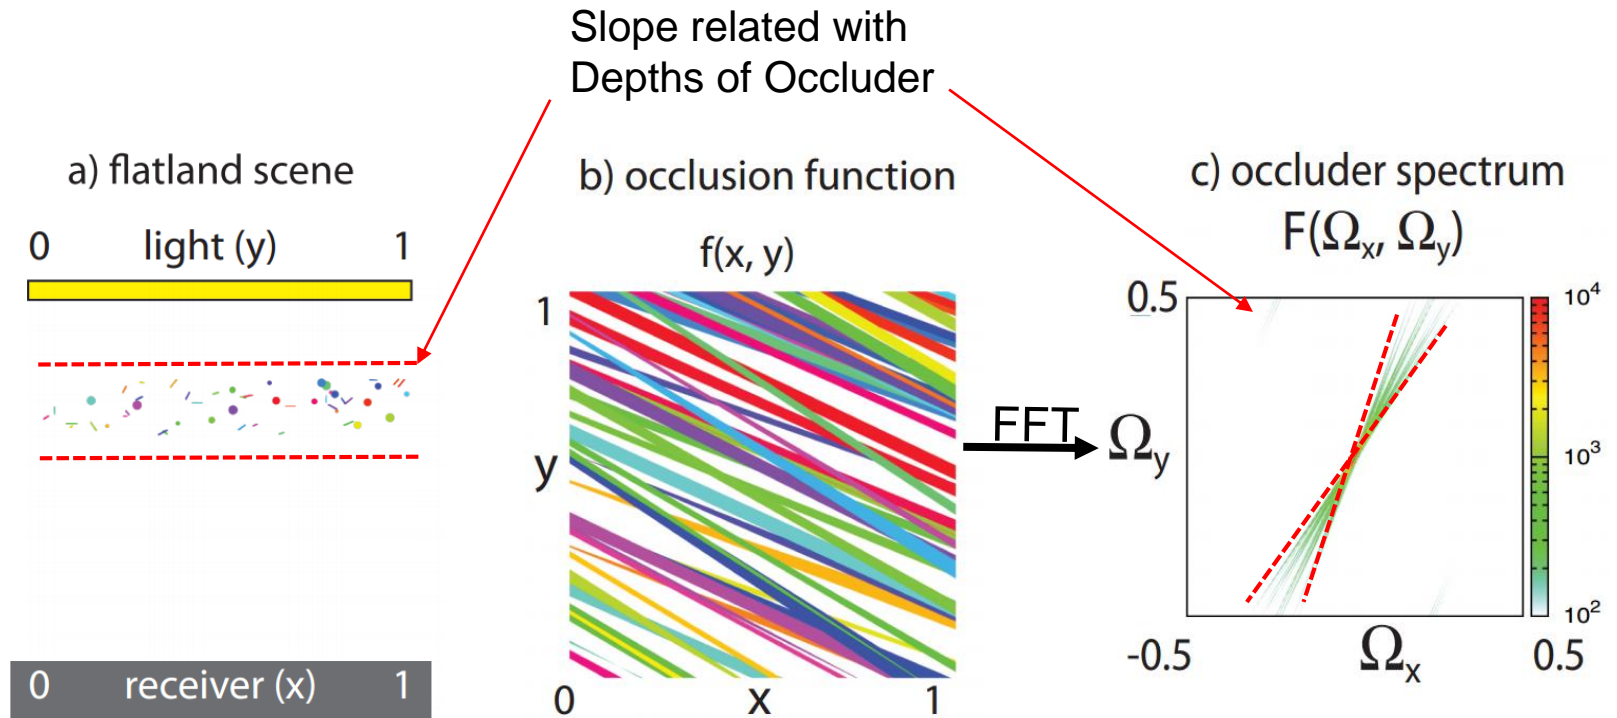 Slope related with
Depths of Occluder
a) flatland scene
0 light (y) 1
0 receiver (x) 1
b) occlusion function
f(x, y)
1
y
0 x 1
FFT
c) occluder spectrum
F(Ωx, Ωy)
0.5
Ωy
-0.5 Ωx 0.5
10⁴
10³
10²